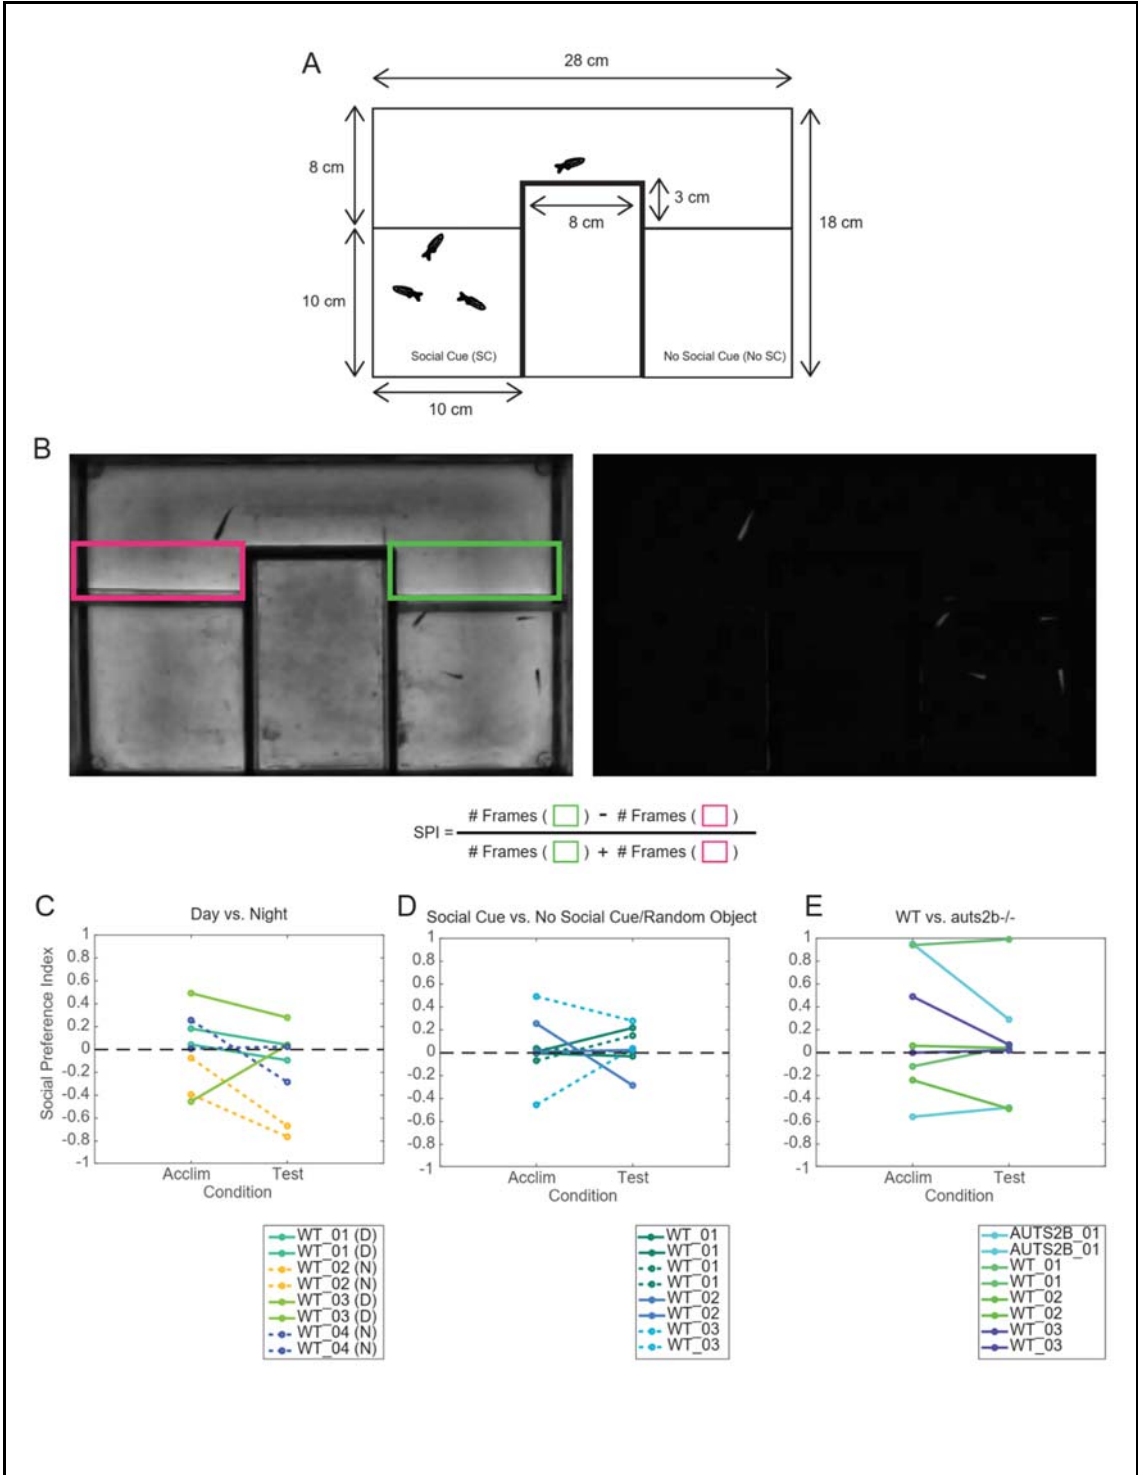 A
28 cm
8 cm
3 cm
8 cm
18 cm
10 cm
Social Cue (SC)
No Social Cue (No SC)
10 cm
B
# Frames ( ) - # Frames ( )
SPI =
# Frames ( ) + # Frames ( )
C
Day vs. Night
Social Preference Index
1
0.8
0.6
0.4
0.2
0
-0.2
-0.4
-0.6
-0.8
-1
Acclim Test
Condition
WT_01 (D)
WT_01 (D)
WT_02 (N)
WT_02 (N)
WT_03 (D)
WT_03 (D)
WT_04 (N)
WT_04 (N)
D
Social Cue vs. No Social Cue/Random Object
1
0.8
0.6
0.4
0.2
0
-0.2
-0.4
-0.6
-0.8
-1
Acclim Test
Condition
WT_01
WT_01
WT_01
WT_01
WT_02
WT_02
WT_03
WT_03
E
WT vs. auts2b-/-
1
0.8
0.6
0.4
0.2
0
-0.2
-0.4
-0.6
-0.8
-1
Acclim Test
Condition
AUTS2B_01
AUTS2B_01
WT_01
WT_01
WT_02
WT_02
WT_03
WT_03